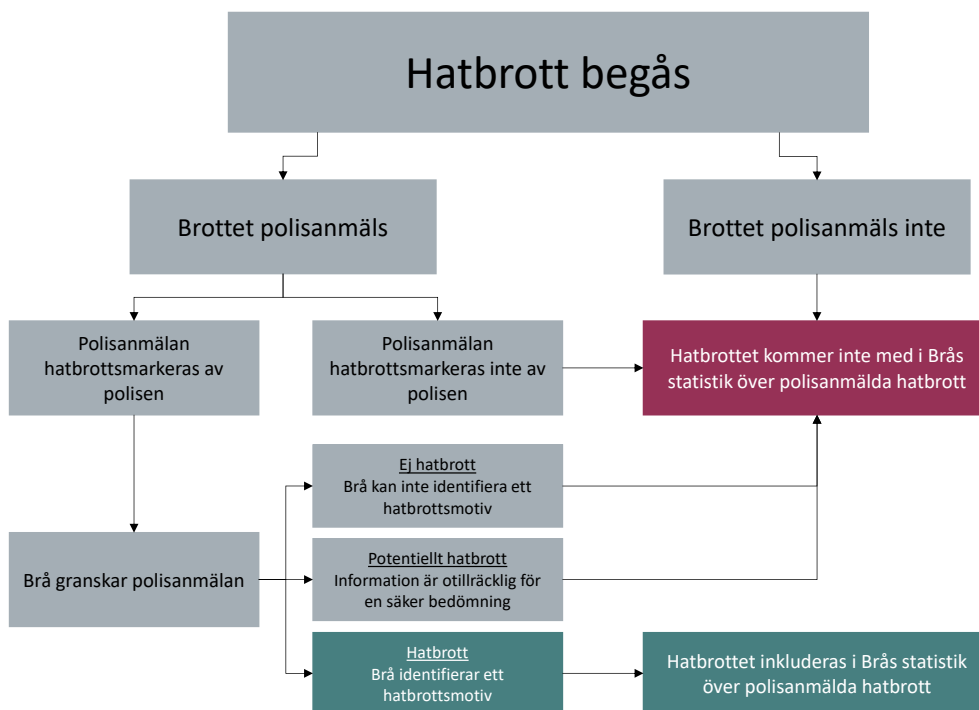 Hatbrott begås
Brottet polisanmäls
Brottet polisanmäls inte
Polisanmälan
hatbrottsmarkeras av
polisen
Polisanmälan
hatbrottsmarkeras inte av
polisen
Hatbrottet kommer inte med i Brås
statistik över polisanmälda hatbrott
Ej hatbrott
Brå kan inte identifiera ett
hatbrottsmotiv
Brå granskar polisanmälan
Potentiellt hatbrott
Information är otillräcklig för
en säker bedömning
Hatbrott
Brå identifierar ett
hatbrottsmotiv
Hatbrottet inkluderas i Brås statistik
över polisanmälda hatbrott